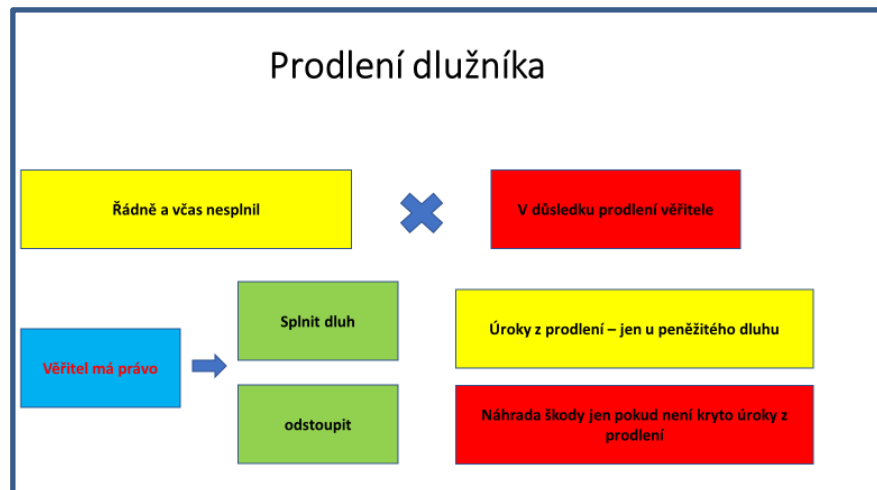 Prodlení dlužníka
Řádně a včas nesplnil
V důsledku prodlení věřitele
Splnit dluh
Úroky z prodlení – jen u peněžitého dluhu
Věřitel má právo
odstoupit
Náhrada škody jen pokud není kryto úroky z
prodlení